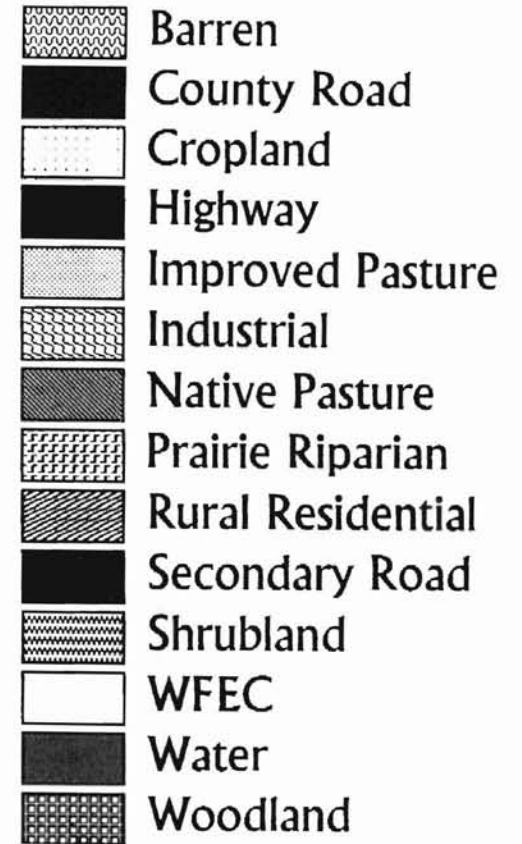 Barren
County Road
Cropland
Highway
Improved Pasture
Industrial
Native Pasture
Prairie Riparian
Rural Residential
Secondary Road
Shrubland
WFEC
Water
Woodland